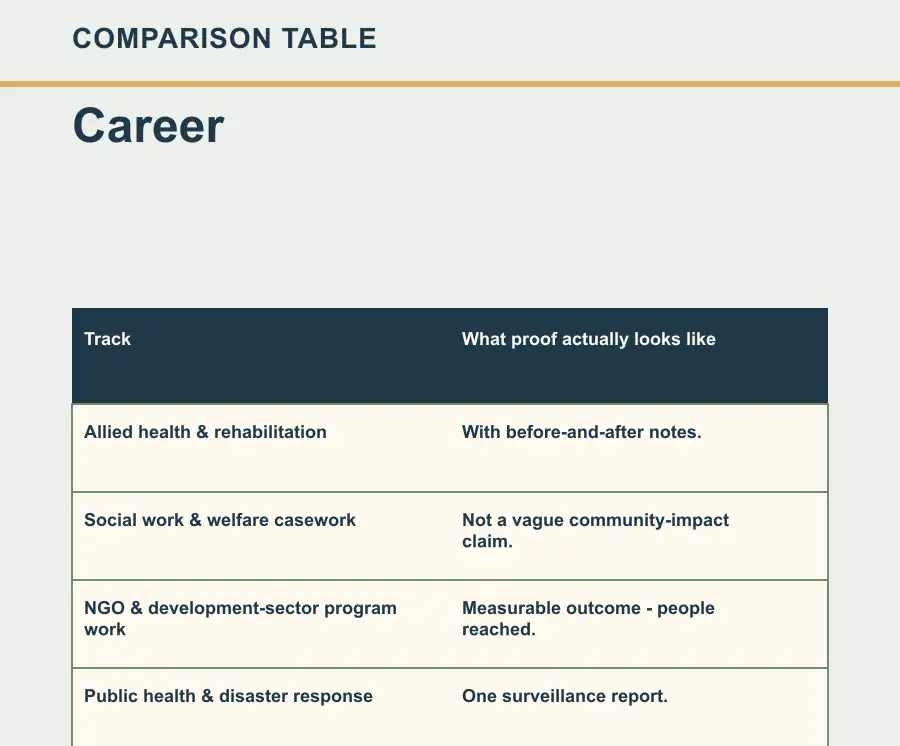 COMPARISON TABLE
Career
Track
What proof actually looks like
Allied health & rehabilitation
With before-and-after notes.
Social work & welfare casework
Not a vague community-impact
claim.
NGO & development-sector program
work
Measurable outcome - people
reached.
Public health & disaster response
One surveillance report.